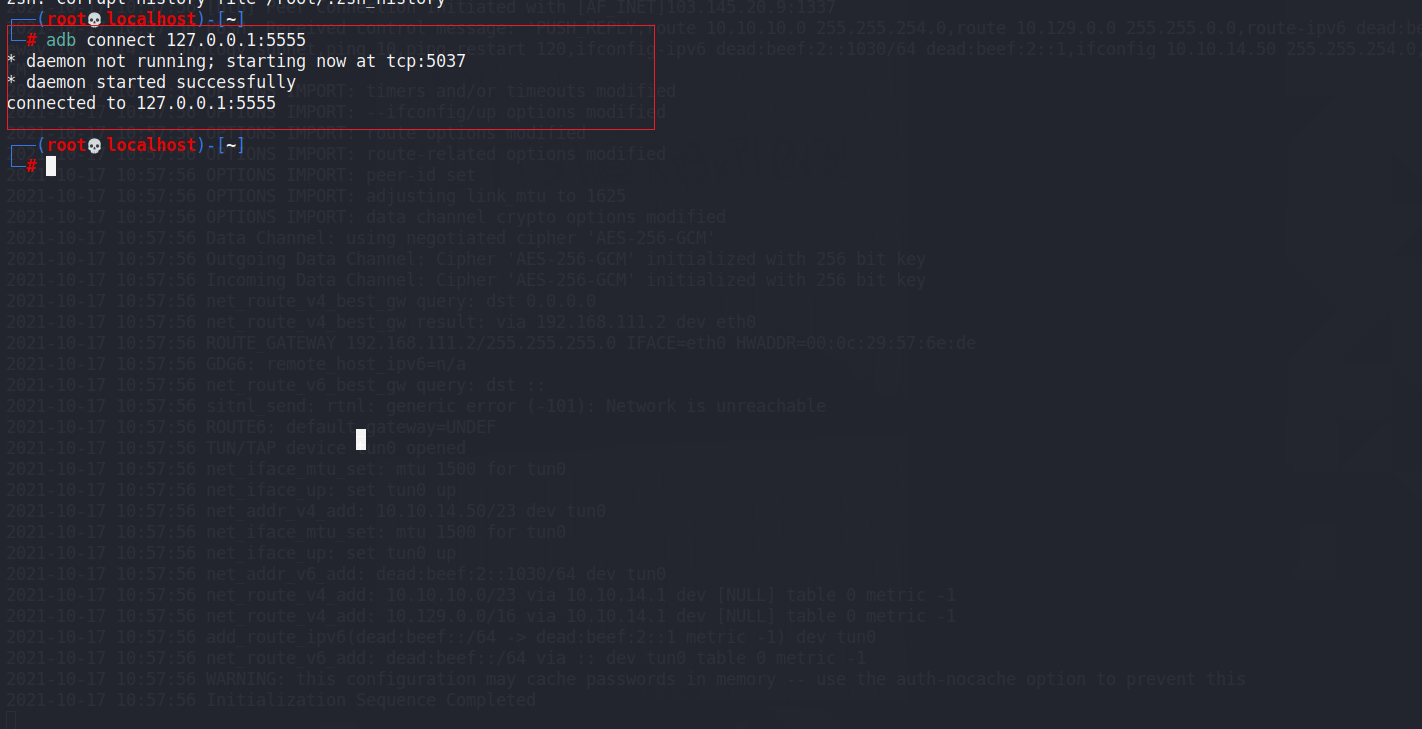 zsh: corrupt history file /root/.zsh_history
┌──(root💀localhost)-[~]
└─# adb connect 127.0.0.1:5555
* daemon not running; starting now at tcp:5037
* daemon started successfully
connected to 127.0.0.1:5555
IMPORT: timers and/or timeouts modified
OPTIONS IMPORT: --ifconfig/up options modified
┌──(root💀localhost)-[~]
OPTIONS IMPORT: route-related options modified
└─#
2021-10-17 10:57:56 OPTIONS IMPORT: peer-id set
2021-10-17 10:57:56 OPTIONS IMPORT: adjusting link_mtu to 1625
2021-10-17 10:57:56 OPTIONS IMPORT: data channel crypto options modified
2021-10-17 10:57:56 Data Channel: using negotiated cipher 'AES-256-GCM'
2021-10-17 10:57:56 Outgoing Data Channel: Cipher 'AES-256-GCM' initialized with 256 bit key
2021-10-17 10:57:56 Incoming Data Channel: Cipher 'AES-256-GCM' initialized with 256 bit key
2021-10-17 10:57:56 net_route_v4_best_gw query: dst 0.0.0.0
2021-10-17 10:57:56 net_route_v4_best_gw result: via 192.168.111.2 dev eth0
2021-10-17 10:57:56 ROUTE_GATEWAY 192.168.111.2/255.255.255.0 IFACE=eth0 HWADDR=00:0c:29:57:6e:de
2021-10-17 10:57:56 GDG6: remote_host_ipv6=n/a
2021-10-17 10:57:56 net_route_v6_best_gw query: dst ::
2021-10-17 10:57:56 sitnl_send: rtnl: generic error (-101): Network is unreachable
2021-10-17 10:57:56 ROUTE6: default_gateway=UNDEF
2021-10-17 10:57:56 TUN/TAP device tun0 opened
2021-10-17 10:57:56 net_iface_mtu_set: mtu 1500 for tun0
2021-10-17 10:57:56 net_iface_up: set tun0 up
2021-10-17 10:57:56 net_addr_v4_add: 10.10.14.50/23 dev tun0
2021-10-17 10:57:56 net_iface_mtu_set: mtu 1500 for tun0
2021-10-17 10:57:56 net_iface_up: set tun0 up
2021-10-17 10:57:56 net_addr_v6_add: dead:beef:2::1030/64 dev tun0
2021-10-17 10:57:56 net_route_v4_add: 10.10.10.0/23 via 10.10.14.1 dev [NULL] table 0 metric -1
2021-10-17 10:57:56 net_route_v4_add: 10.129.0.0/16 via 10.10.14.1 dev [NULL] table 0 metric -1
2021-10-17 10:57:56 add_route_ipv6(dead:beef::/64 -> dead:beef:2::1 metric -1) dev tun0
2021-10-17 10:57:56 net_route_v6_add: dead:beef::/64 via :: dev tun0 table 0 metric -1
2021-10-17 10:57:56 WARNING: this configuration may cache passwords in memory -- use the auth-nocache option to prevent this
2021-10-17 10:57:56 Initialization Sequence Completed